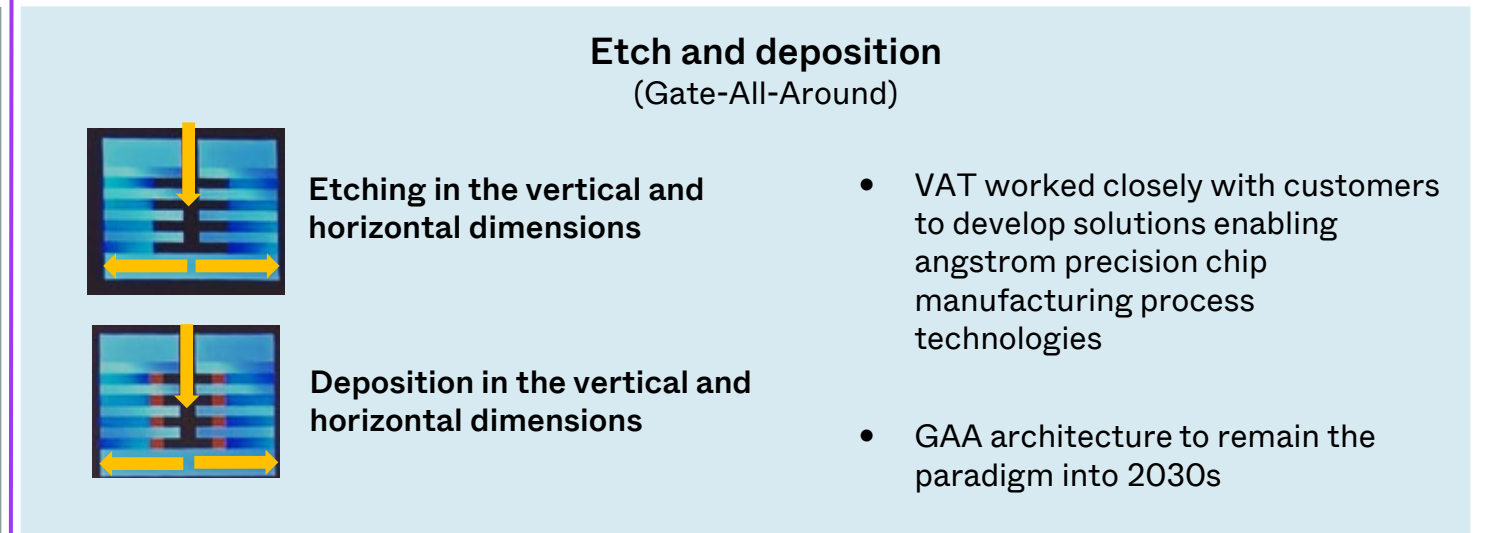 Etch and deposition
(Gate-All-Around)
Etching in the vertical and
horizontal dimensions
Deposition in the vertical and
horizontal dimensions
• VAT worked closely with customers
to develop solutions enabling
angstrom precision chip
manufacturing process
technologies
• GAA architecture to remain the
paradigm into 2030s